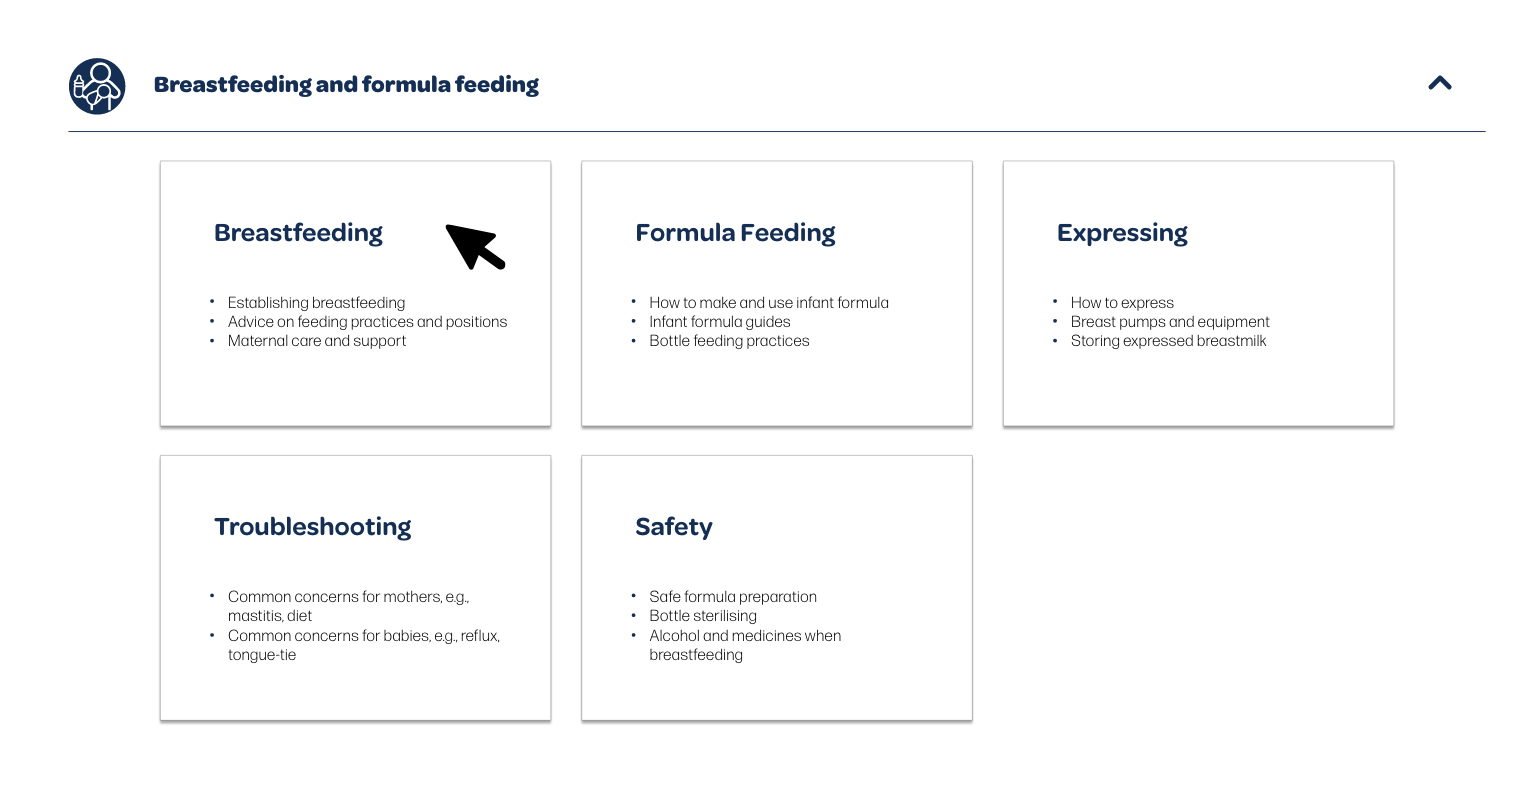 Breastfeeding and formula feeding
Breastfeeding
• Establishing breastfeeding
• Advice on feeding practices and positions
• Maternal care and support
Formula Feeding
• How to make and use infant formula
• Infant formula guides
• Bottle feeding practices
Expressing
• How to express
• Breast pumps and equipment
• Storing expressed breastmilk
Troubleshooting
• Common concerns for mothers, e.g.,
mastitis, diet
• Common concerns for babies, e.g., reflux,
tongue-tie
Safety
• Safe formula preparation
• Bottle sterilising
• Alcohol and medicines when
breastfeeding